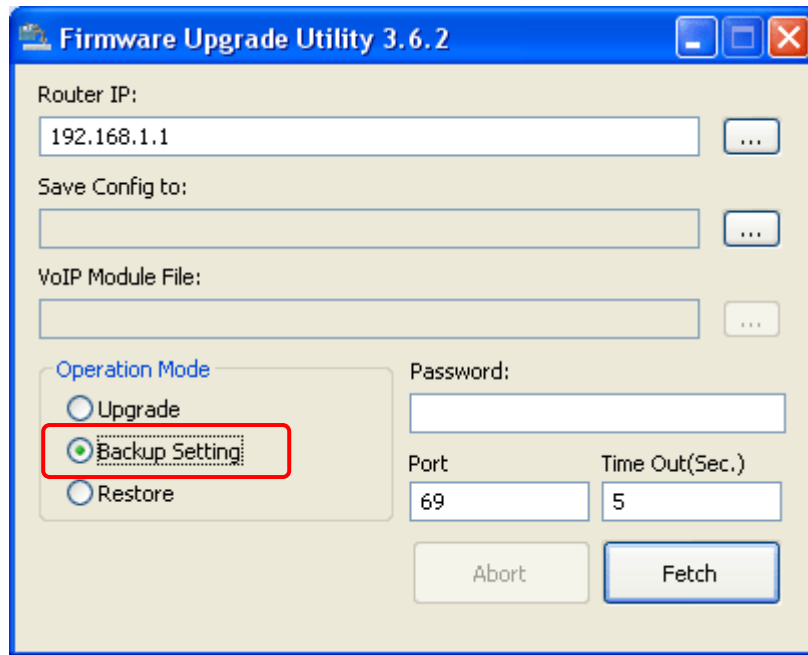 Firmware Upgrade Utility 3.6.2
Router IP:
192.168.1.1
...
Save Config to:
...
VoIP Module File:
...
Operation Mode
Upgrade
Backup Setting
Restore
Password:
Port
Time Out(Sec.)
69
5
Abort
Fetch